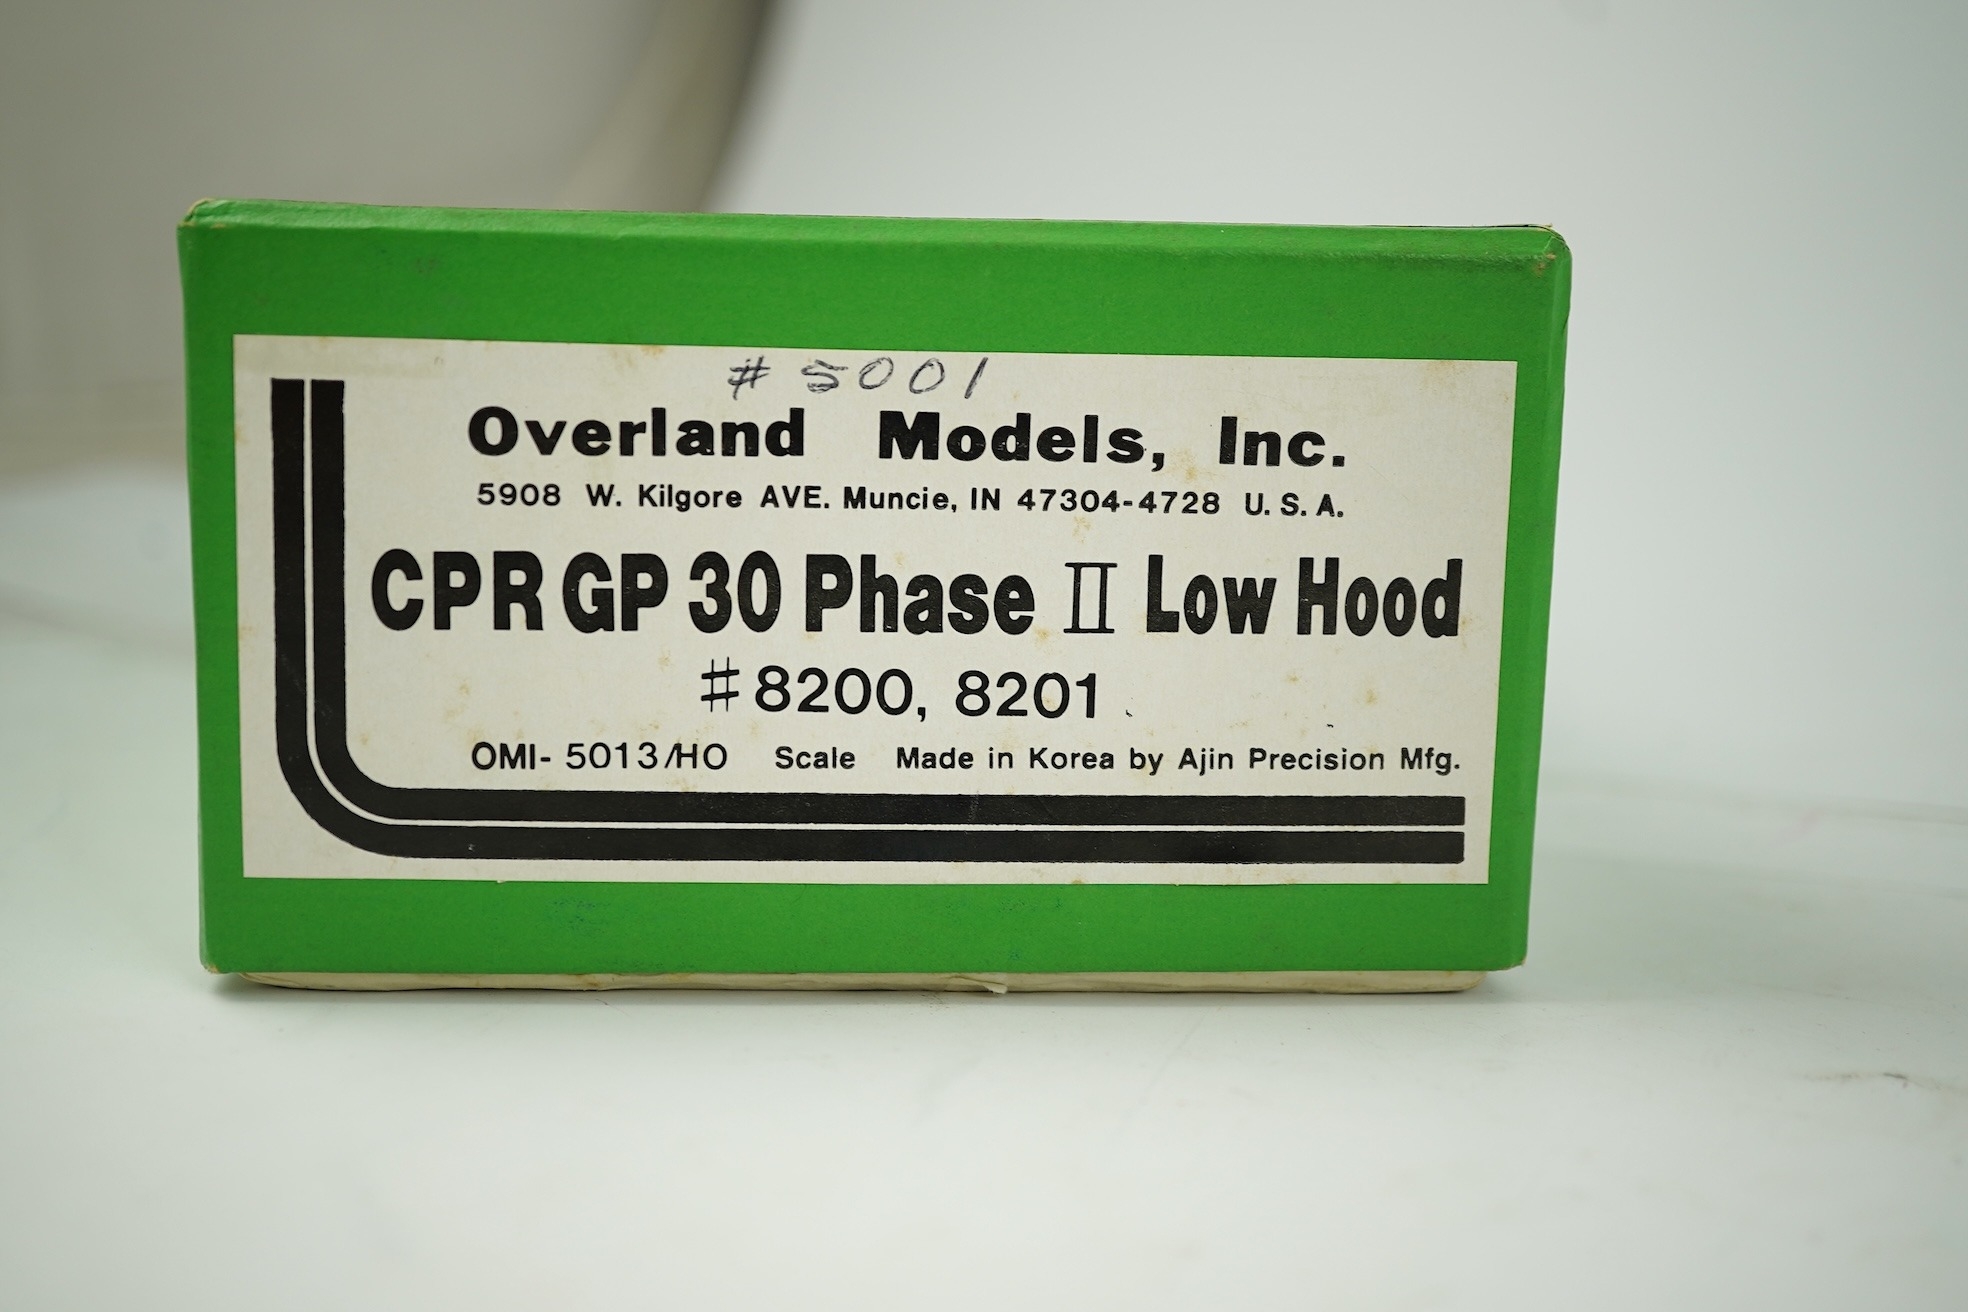 # 5001
Overland Models, Inc.
5908 W. Kilgore AVE. Muncie, IN 47304-4728 U.S.A.
CPR GP 30 Phase II Low Hood
#8200, 8201
OMI-5013/HO Scale Made in Korea by Ajin Precision Mfg.